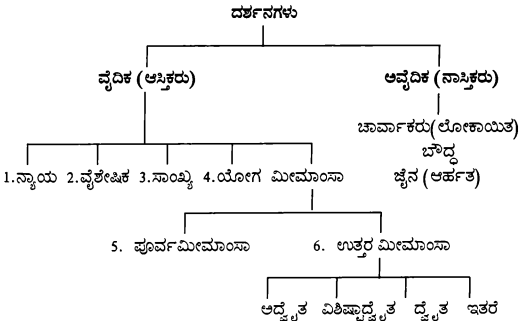 ದರ್ಶನಗಳು
ವೈದಿಕ (ಆಸ್ತಿಕರು) ಅವೈದಿಕ (ನಾಸ್ತಿಕರು)
ಚಾರ್ವಾಕರು(ಲೋಕಾಯಿತ)
ಬೌದ್ಧ
1.ನ್ಯಾಯ 2.ವೈಶೇಷಿಕ 3.ಸಾಂಖ್ಯ 4.ಯೋಗ ಮೀಮಾಂಸಾ ಜೈನ (ಆರ್ಹತ)
5. ಪೂರ್ವಮೀಮಾಂಸಾ 6. ಉತ್ತರ ಮೀಮಾಂಸಾ
ಅದ್ವೈತ ವಿಶಿಷ್ಟಾದ್ವೈತ ದ್ವೈತ ಇತರೆ